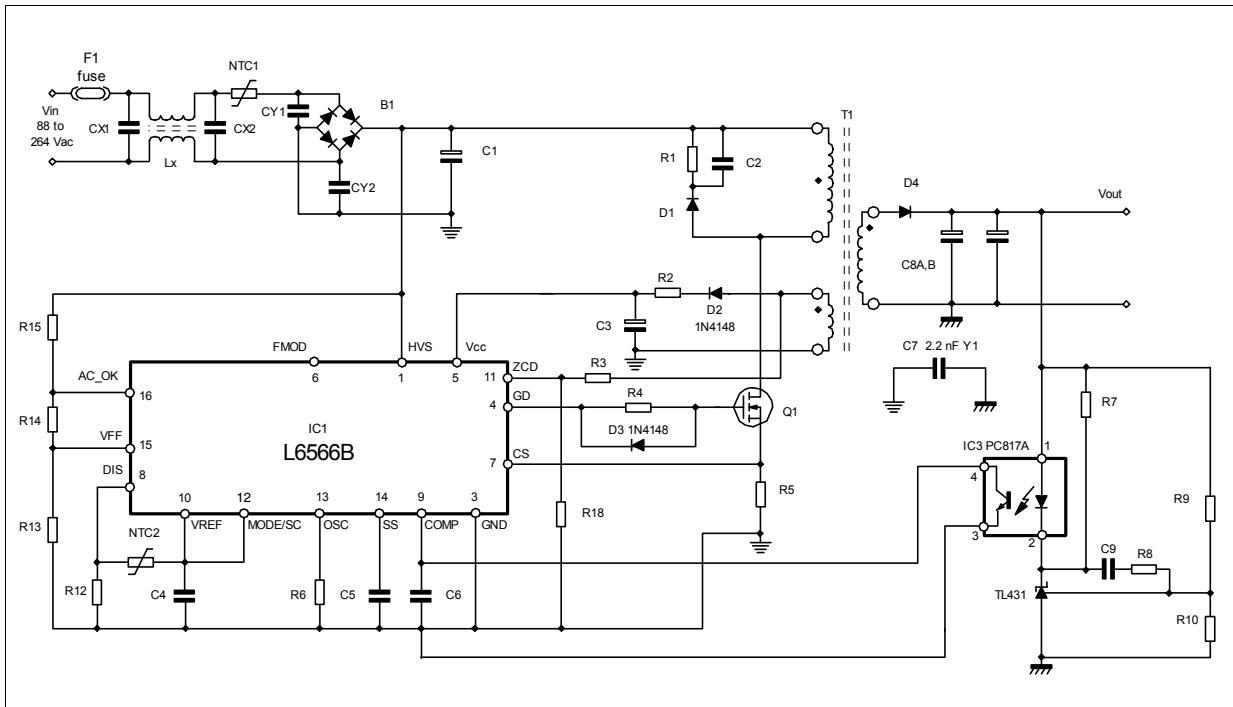 F1
fuse
NTC1
Vin
88 to
264 Vac
CX1
Lx
CX2
CY1
B1
CY2
C1
R1
C2
D1
T1
D4
Vout
C8A,B
R2
D2
1N4148
C3
R15
FMOD
HVS
Vcc
6
1
5
11
ZCD
R3
AC_OK
16
4
GD
R4
Q1
C7 2.2 nF Y1
R14
IC1
L6566B
D3 1N4148
R7
VFF
15
DIS
8
7
CS
IC3 PC817A
1
4
R5
R9
10
12
13
14
9
3
VREF
MODE/SC
OSC
SS
COMP
GND
R18
R13
NTC2
3
2
C9
R8
R12
C4
R6
C5
C6
TL431
R10